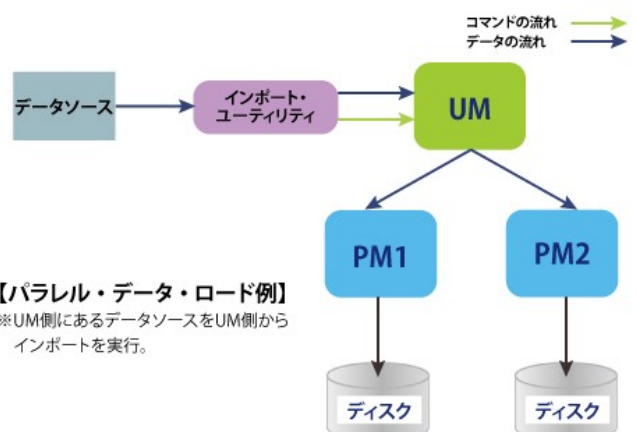 コマンドの流れ
データの流れ
データソース
インポート・
ユーティリティ
UM
PM1
PM2
【パラレル・データ・ロード例】
※UM側にあるデータソースをUM側から
インポートを実行。
ディスク
ディスク